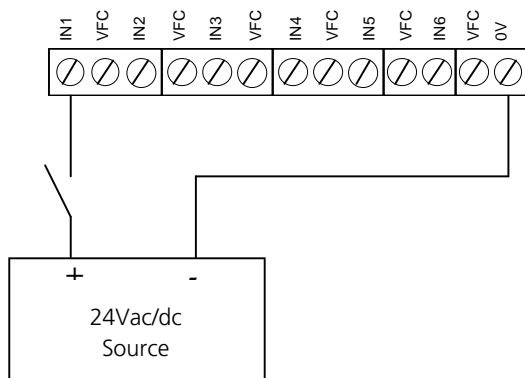 IN1 VFC IN2 VFC IN3 VFC IN4 VFC IN5 VFC IN6 VFC 0V
+ -
24Vac/dc
Source